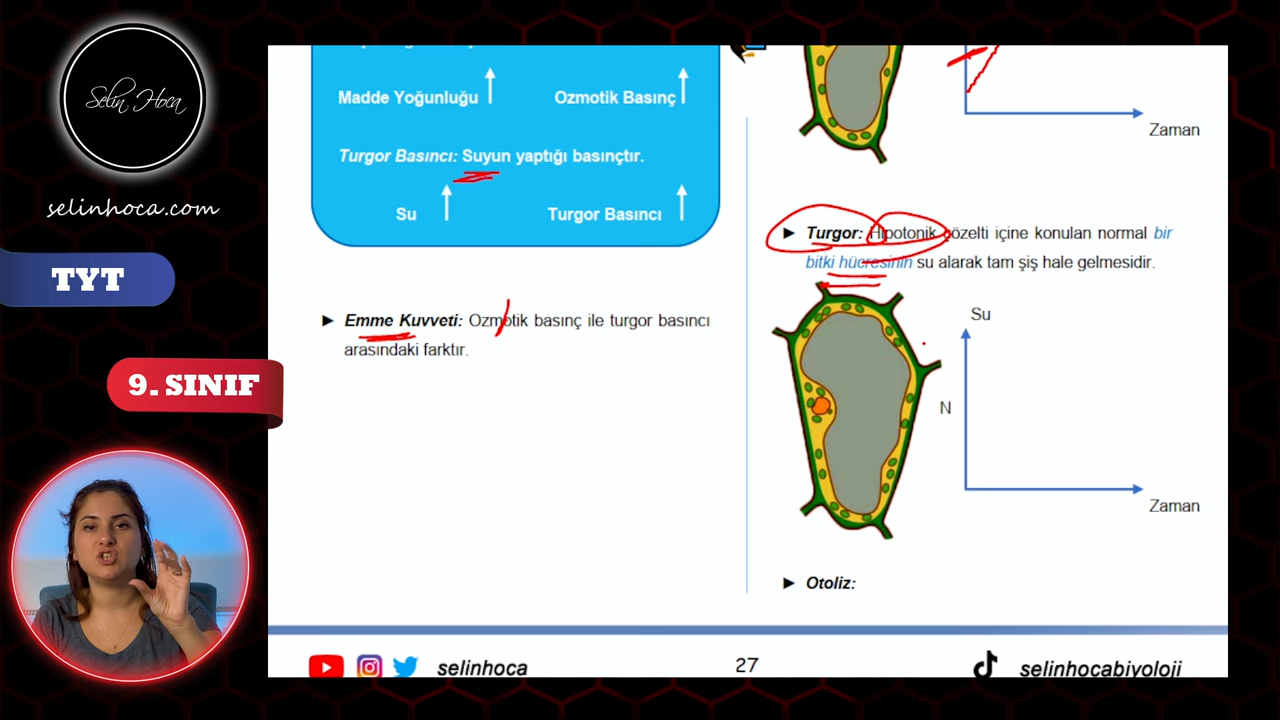 Selin Hoca
selinhoca.com
TYT
9. SINIF
Madde Yoğunluğu
Ozmotik Basınç
Turgor Basıncı: Suyun yaptığı basınçtır.
Su
Turgor Basıncı
► Emme Kuvveti: Ozmotik basınç ile turgor basıncı
arasındaki farktır.
Zaman
► Turgor: Hipotonik çözelti içine konulan normal bir
bitki hücresinin su alarak tam şiş hale gelmesidir.
Su
N
Zaman
► Otoliz:
selinhoca
27
selinhocabiyoloji